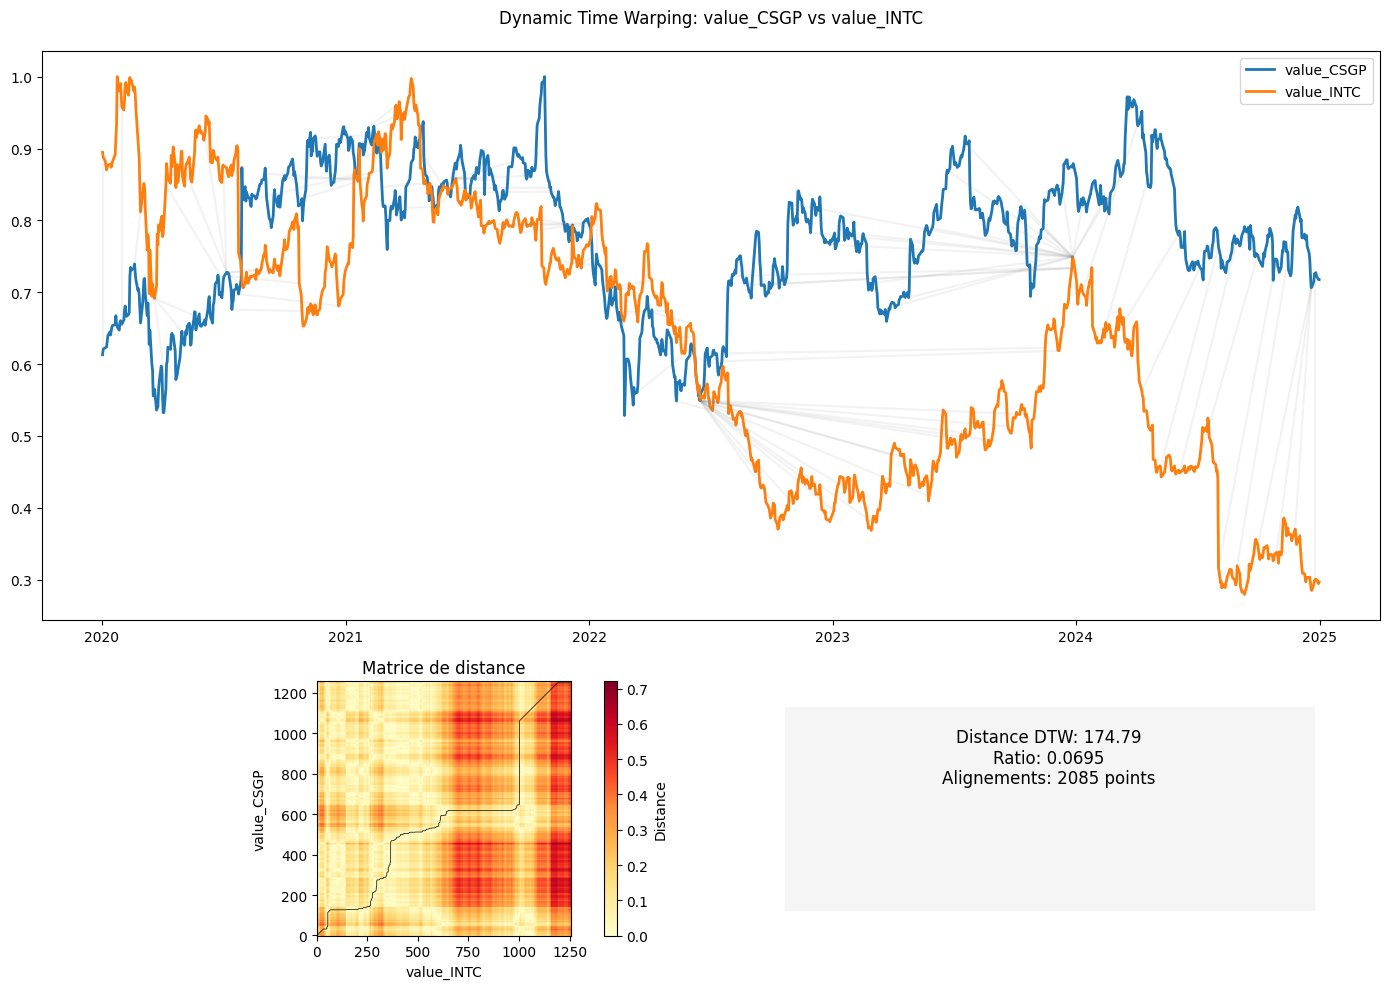 Dynamic Time Warping: value_CSGP vs value_INTC
value_CSGP
value_INTC
1.0
0.9
0.8
0.7
0.6
0.5
0.4
0.3
2020 2021 2022 2023 2024 2025
Matrice de distance
1200
1000
800
600
400
200
0
value_CSGP
0 250 500 750 1000 1250
value_INTC
0.7
0.6
0.5
0.4
0.3
0.2
0.1
0.0
Distance
Distance DTW: 174.79
Ratio: 0.0695
Alignements: 2085 points